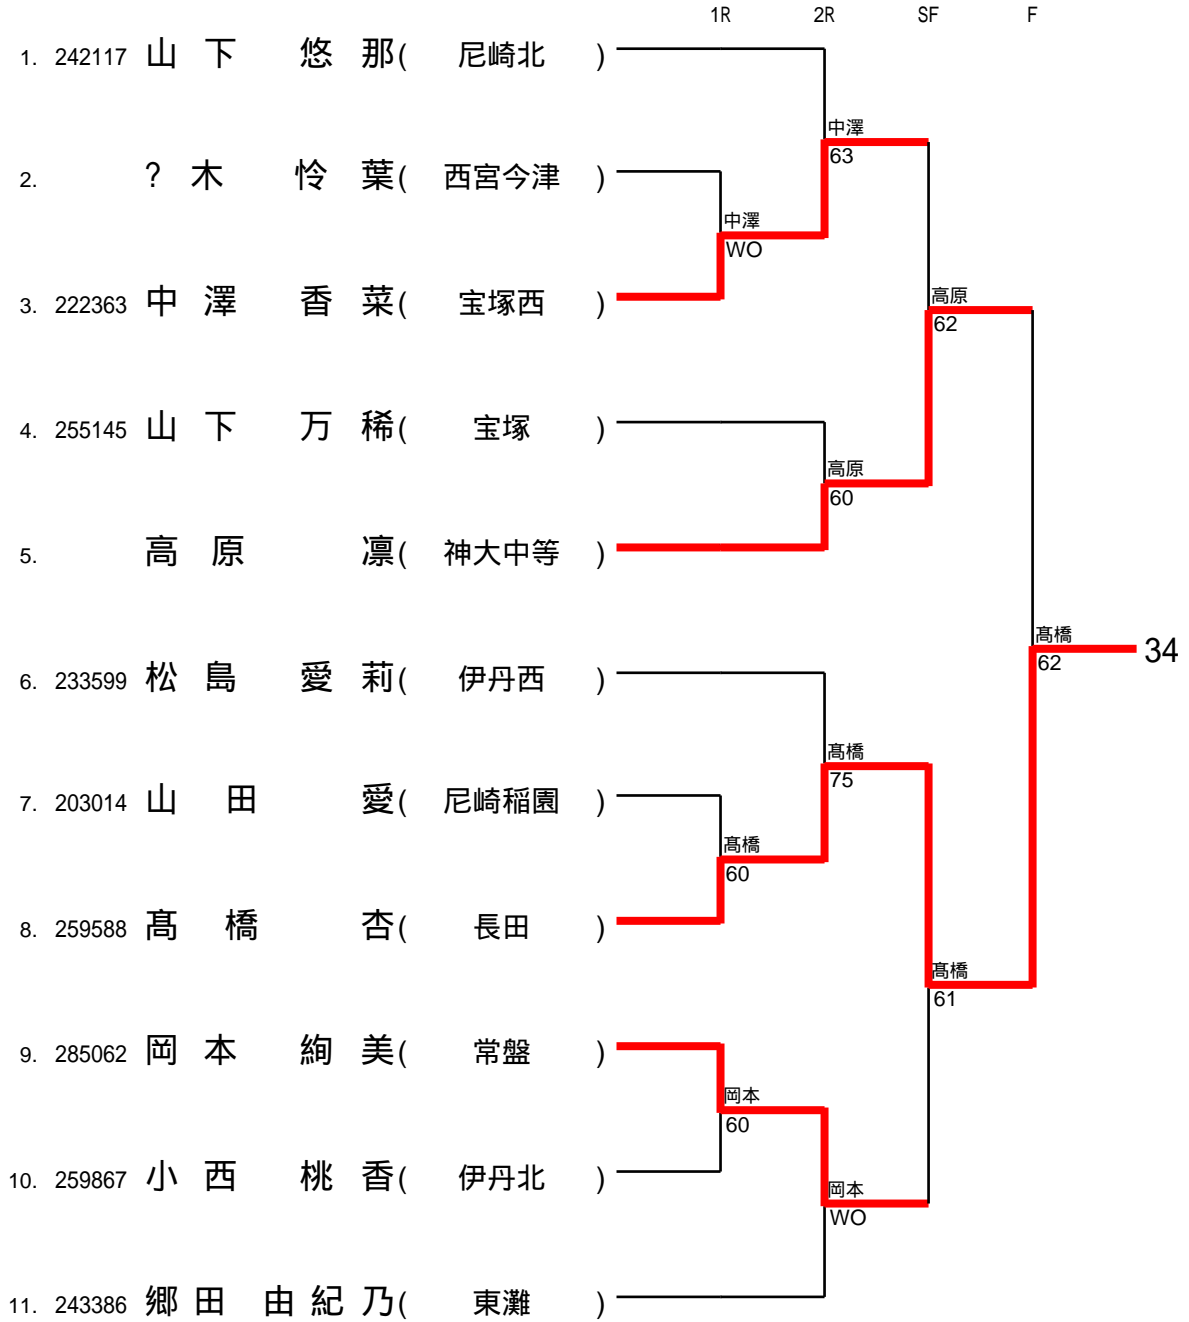 1R 2R SF F
1. 242117 山下 悠那( 尼崎北 )
中澤
63
2. ?木 怜葉( 西宮今津 )
中澤
WO
3. 222363 中澤 香菜( 宝塚西 )
高原
62
4. 255145 山下 万稀( 宝塚 )
高原
60
5. 高原 凛( 神大中等 )
髙橋
62
34
6. 233599 松島 愛莉( 伊丹西 )
髙橋
75
7. 203014 山田 愛( 尼崎稲園 )
髙橋
60
8. 259588 髙橋 杏( 長田 )
髙橋
61
9. 285062 岡本 絢美( 常盤 )
岡本
60
10. 259867 小西 桃香( 伊丹北 )
岡本
WO
11. 243386 郷田 由紀乃( 東灘 )